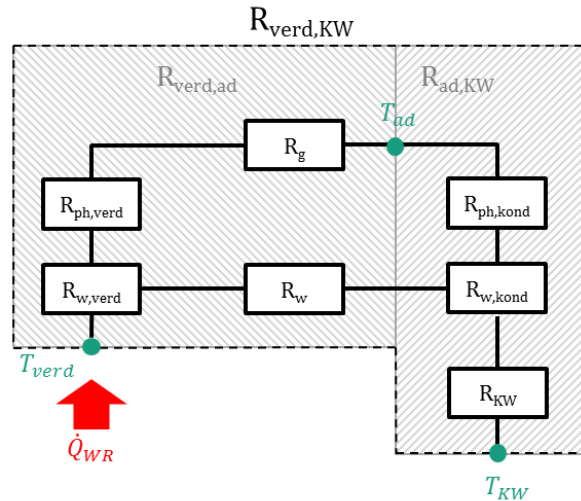 R_verd,KW
R_verd,ad
R_ad,KW
T_ad
R_g
R_ph,verd
R_ph,kond
R_w,verd
R_w
R_w,kond
T_verd
R_KW
Q̇_WR
T_KW